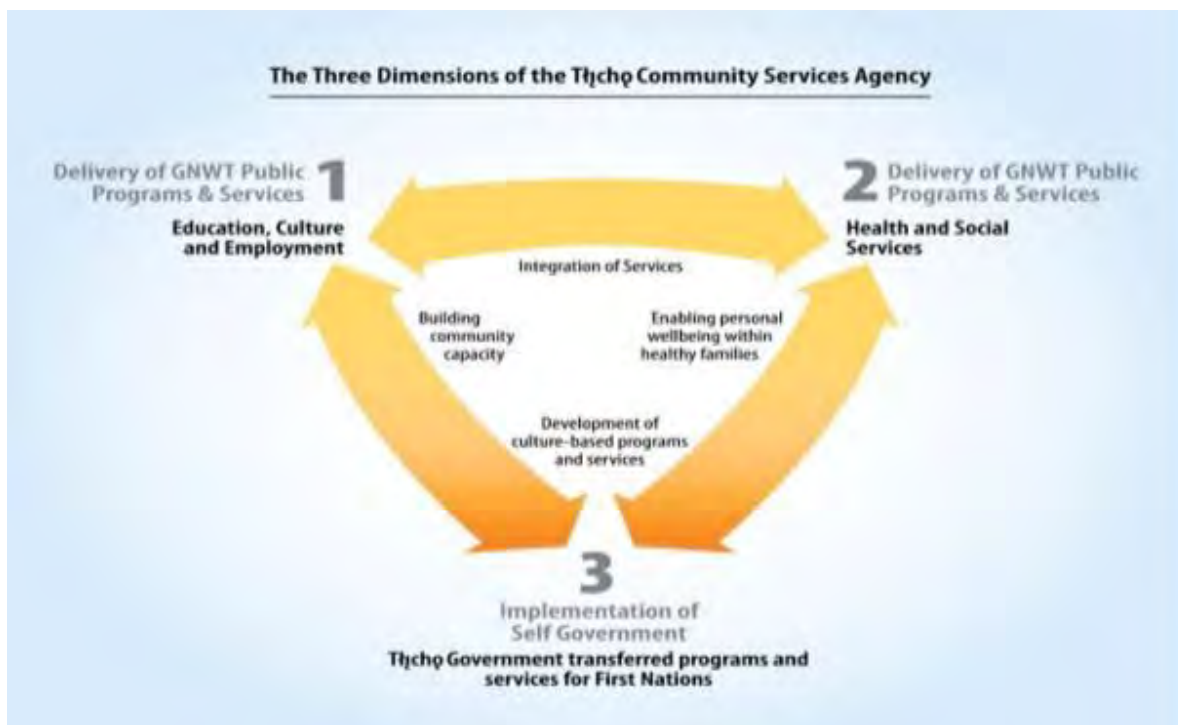 The Three Dimensions of the Tłı̨chǫ Community Services Agency
Delivery of GNWT Public
Programs & Services
1
Education, Culture
and Employment
2
Delivery of GNWT Public
Programs & Services
Health and Social
Services
Integration of Services
Building
community
capacity
Enabling personal
wellbeing within
healthy families
Development of
culture-based programs
and services
3
Implementation of
Self Government
Tłı̨chǫ Government transferred programs and
services for First Nations